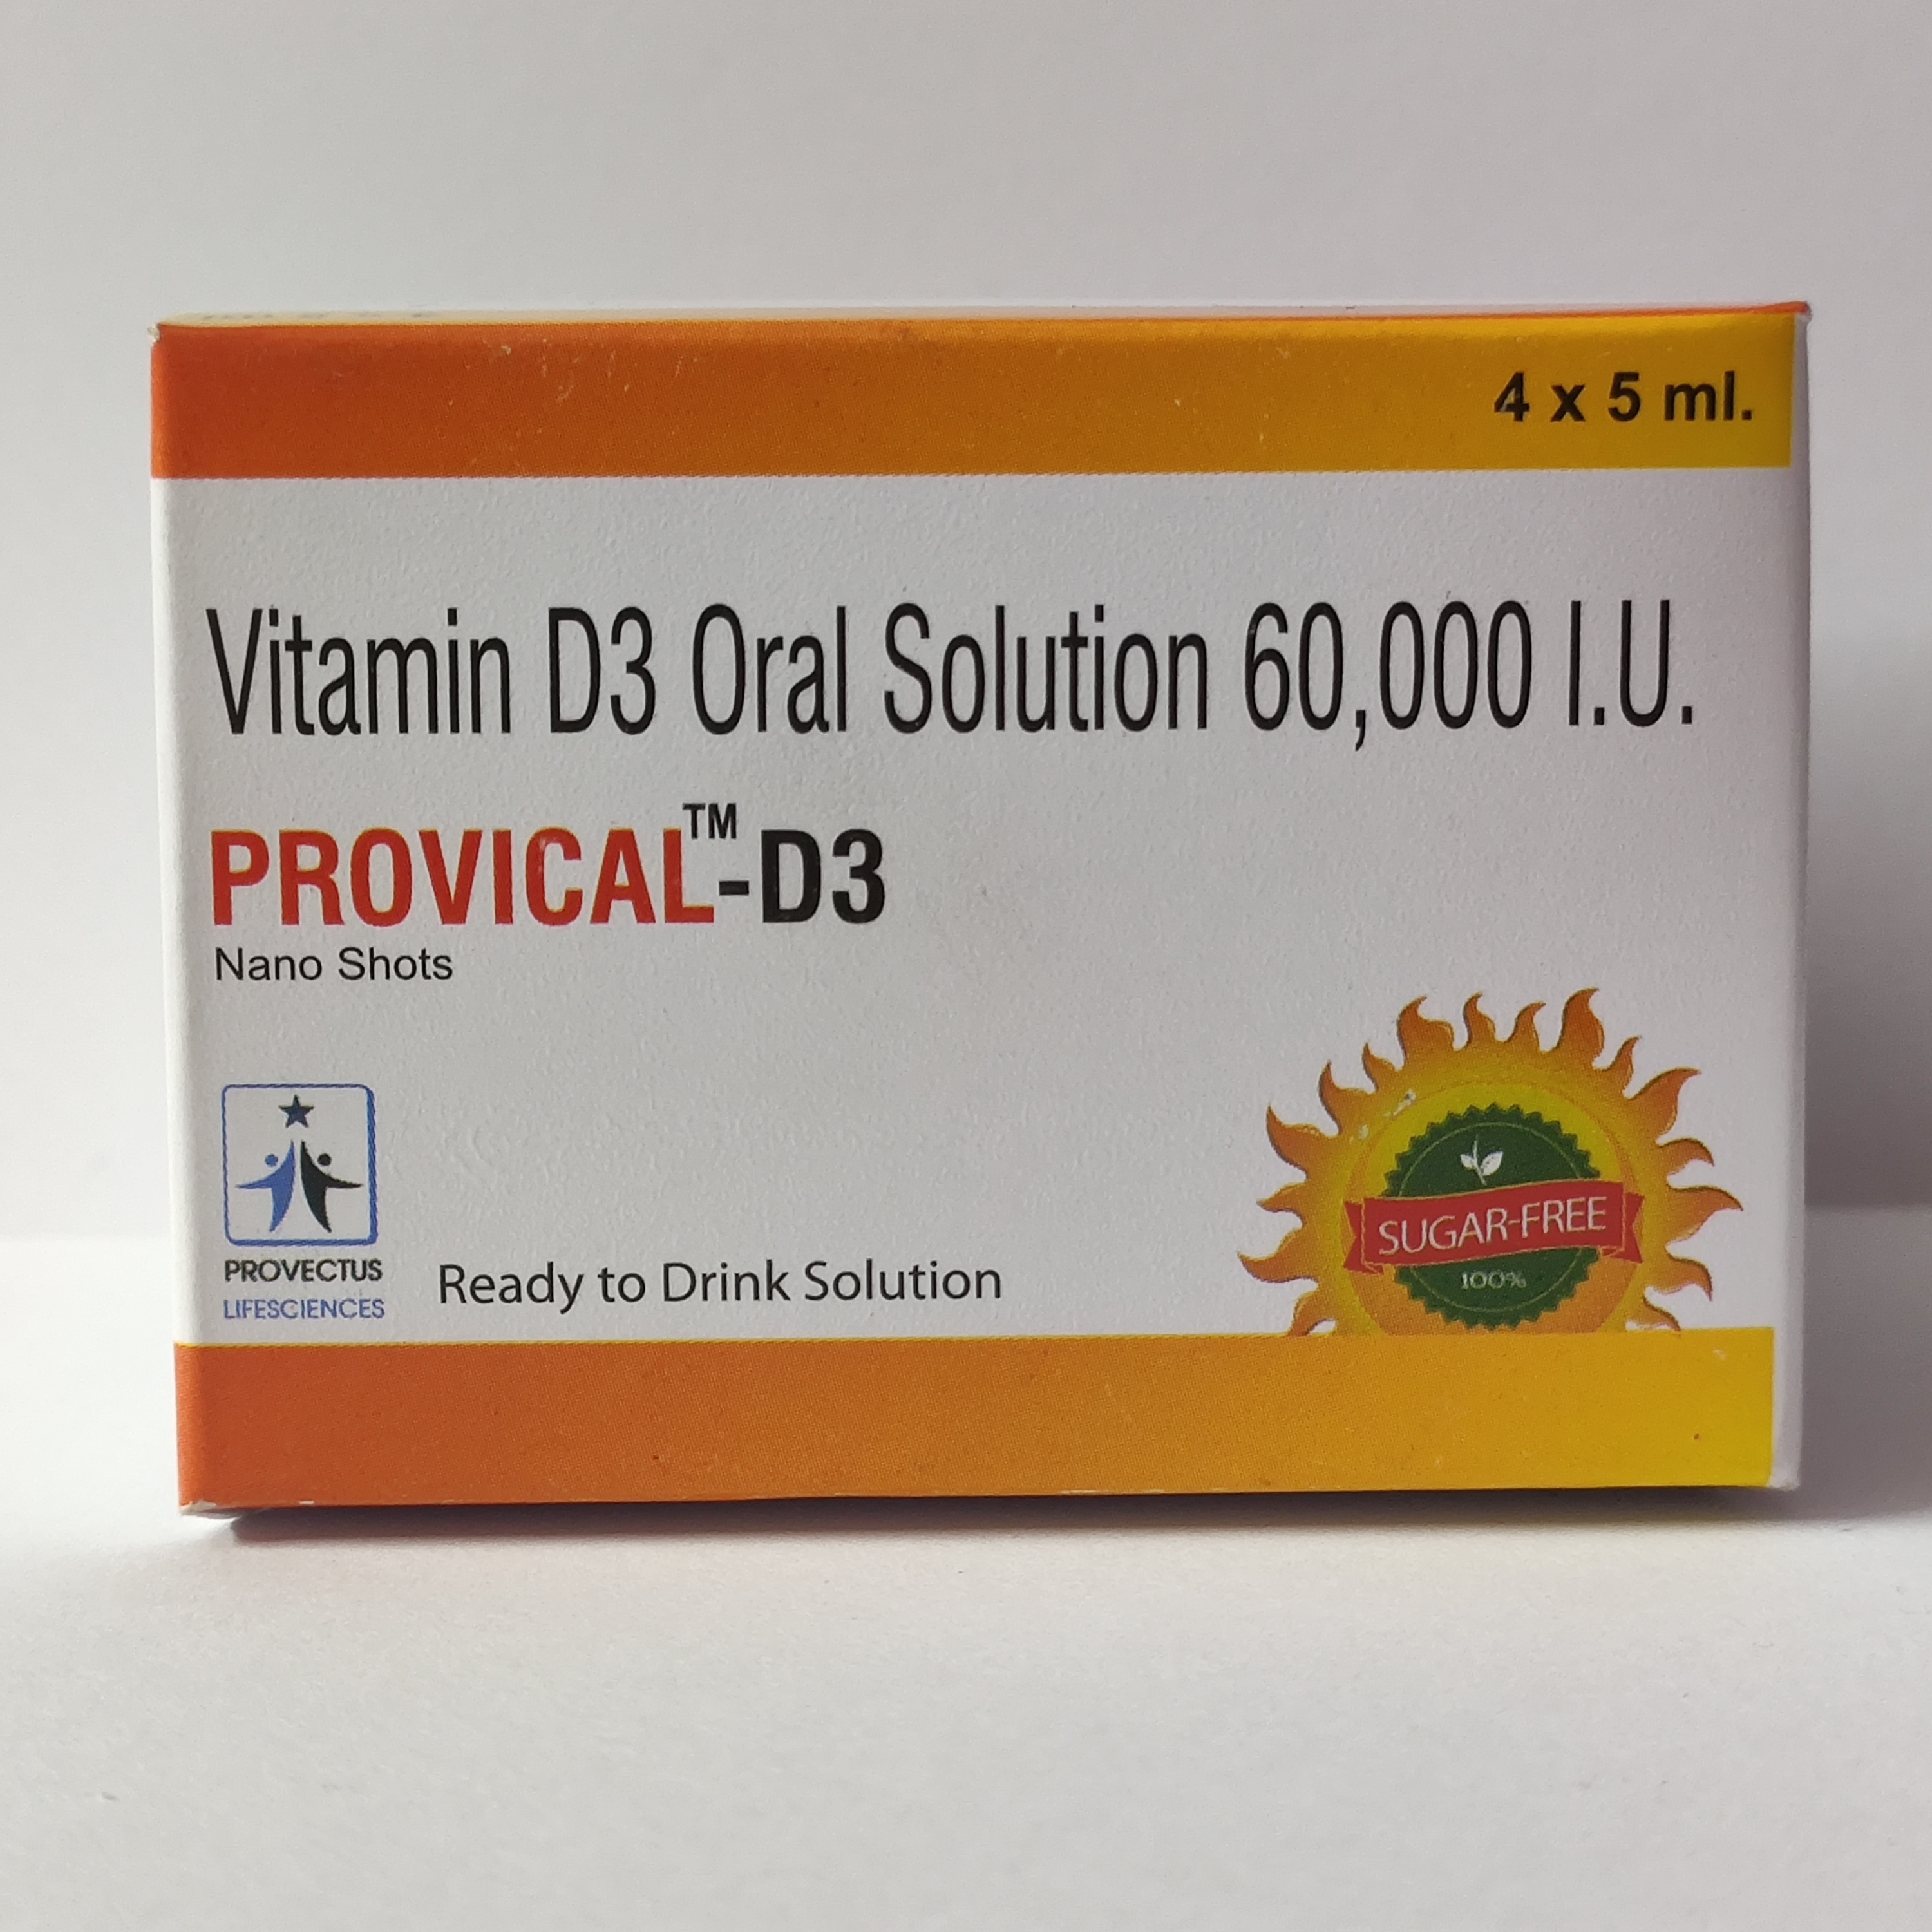 4 x 5 ml.
Vitamin D3 Oral Solution 60,000 I.U.
PROVICAL™-D3
Nano Shots
SUGAR-FREE
100%
PROVECTUS
LIFESCIENCES
Ready to Drink Solution